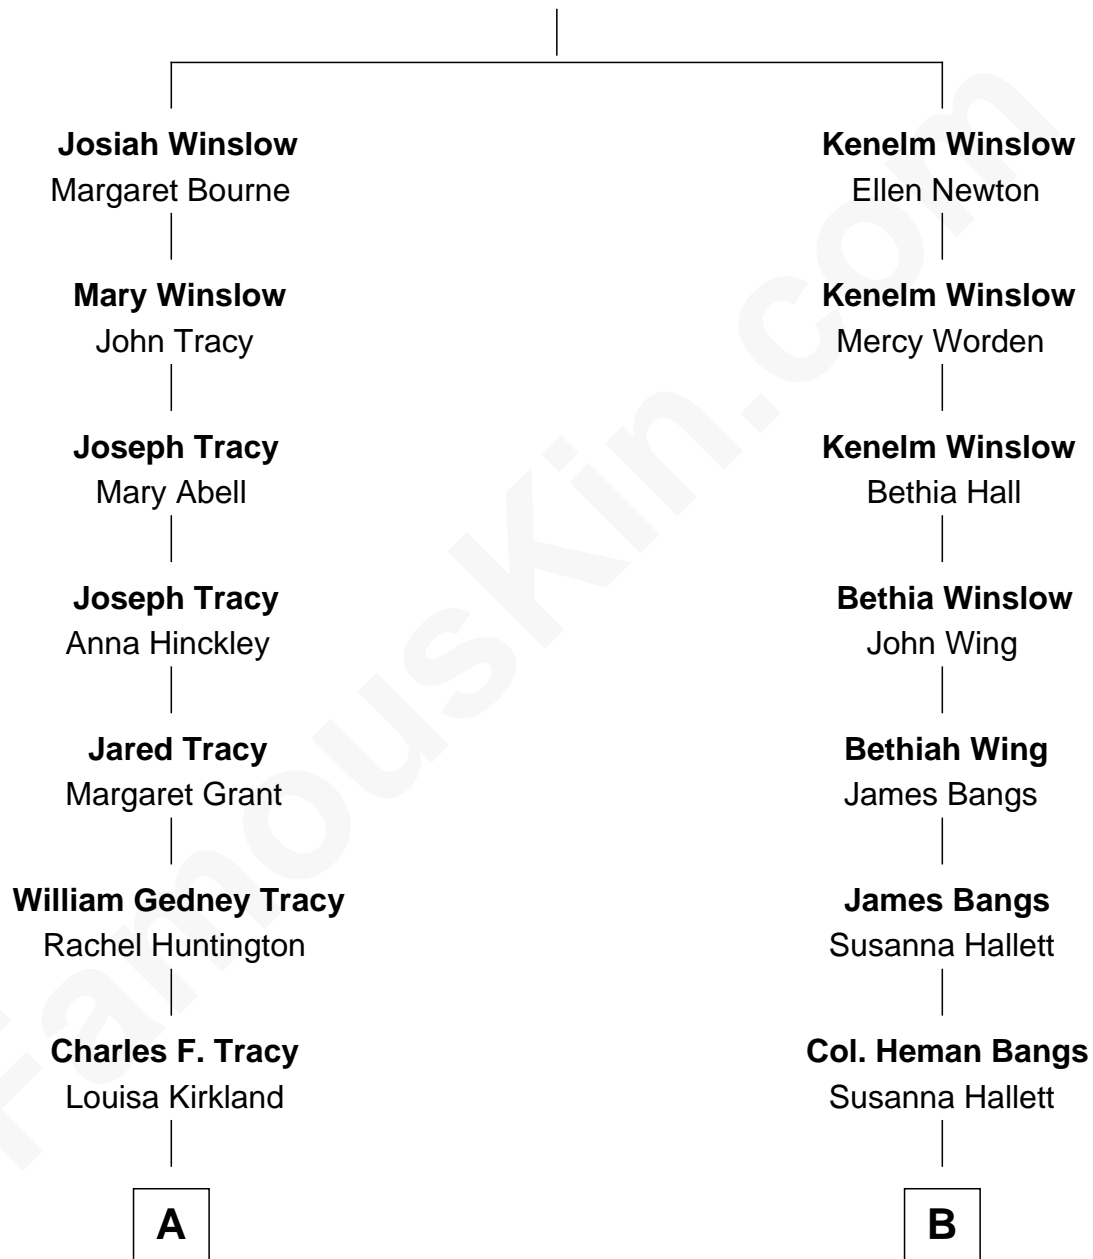 Josiah Winslow
Margaret Bourne
Mary Winslow
John Tracy
Joseph Tracy
Mary Abell
Joseph Tracy
Anna Hinckley
Jared Tracy
Margaret Grant
William Gedney Tracy
Rachel Huntington
Charles F. Tracy
Louisa Kirkland
A
Kenelm Winslow
Ellen Newton
Kenelm Winslow
Mercy Worden
Kenelm Winslow
Bethia Hall
Bethia Winslow
John Wing
Bethiah Wing
James Bangs
James Bangs
Susanna Hallett
Col. Heman Bangs
Susanna Hallett
B
FamousKin.com